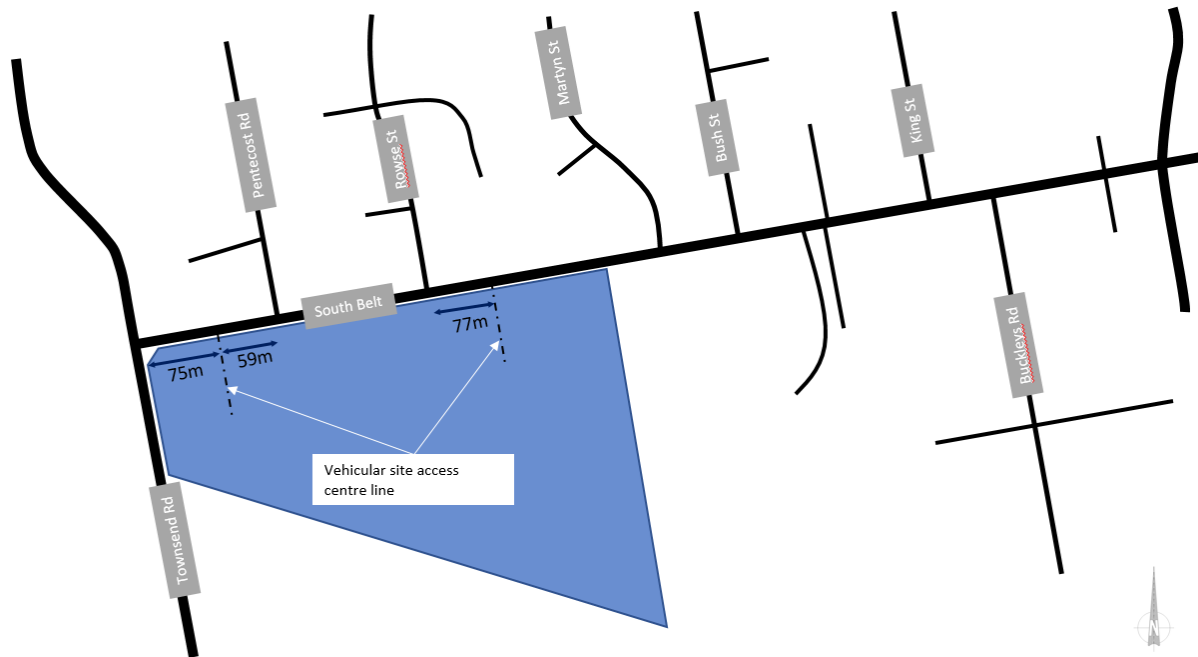 Pentecost Rd
Rowse St
Martyn St
Bush St
King St
South Belt
75m
59m
77m
Buckleys Rd
Vehicular site access
centre line
Townsend Rd
N